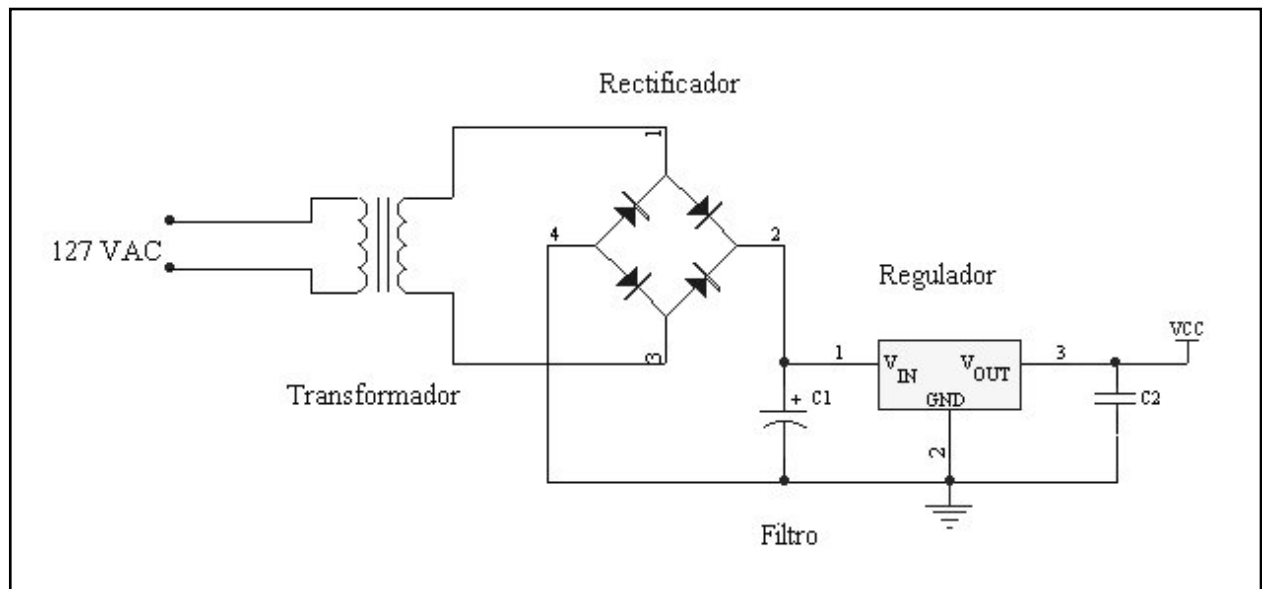 Rectificador
1
4
2
127 VAC
3
Transformador
Regulador
1
VIN
VOUT
GND
3
VCC
+ C1
C2
2
Filtro